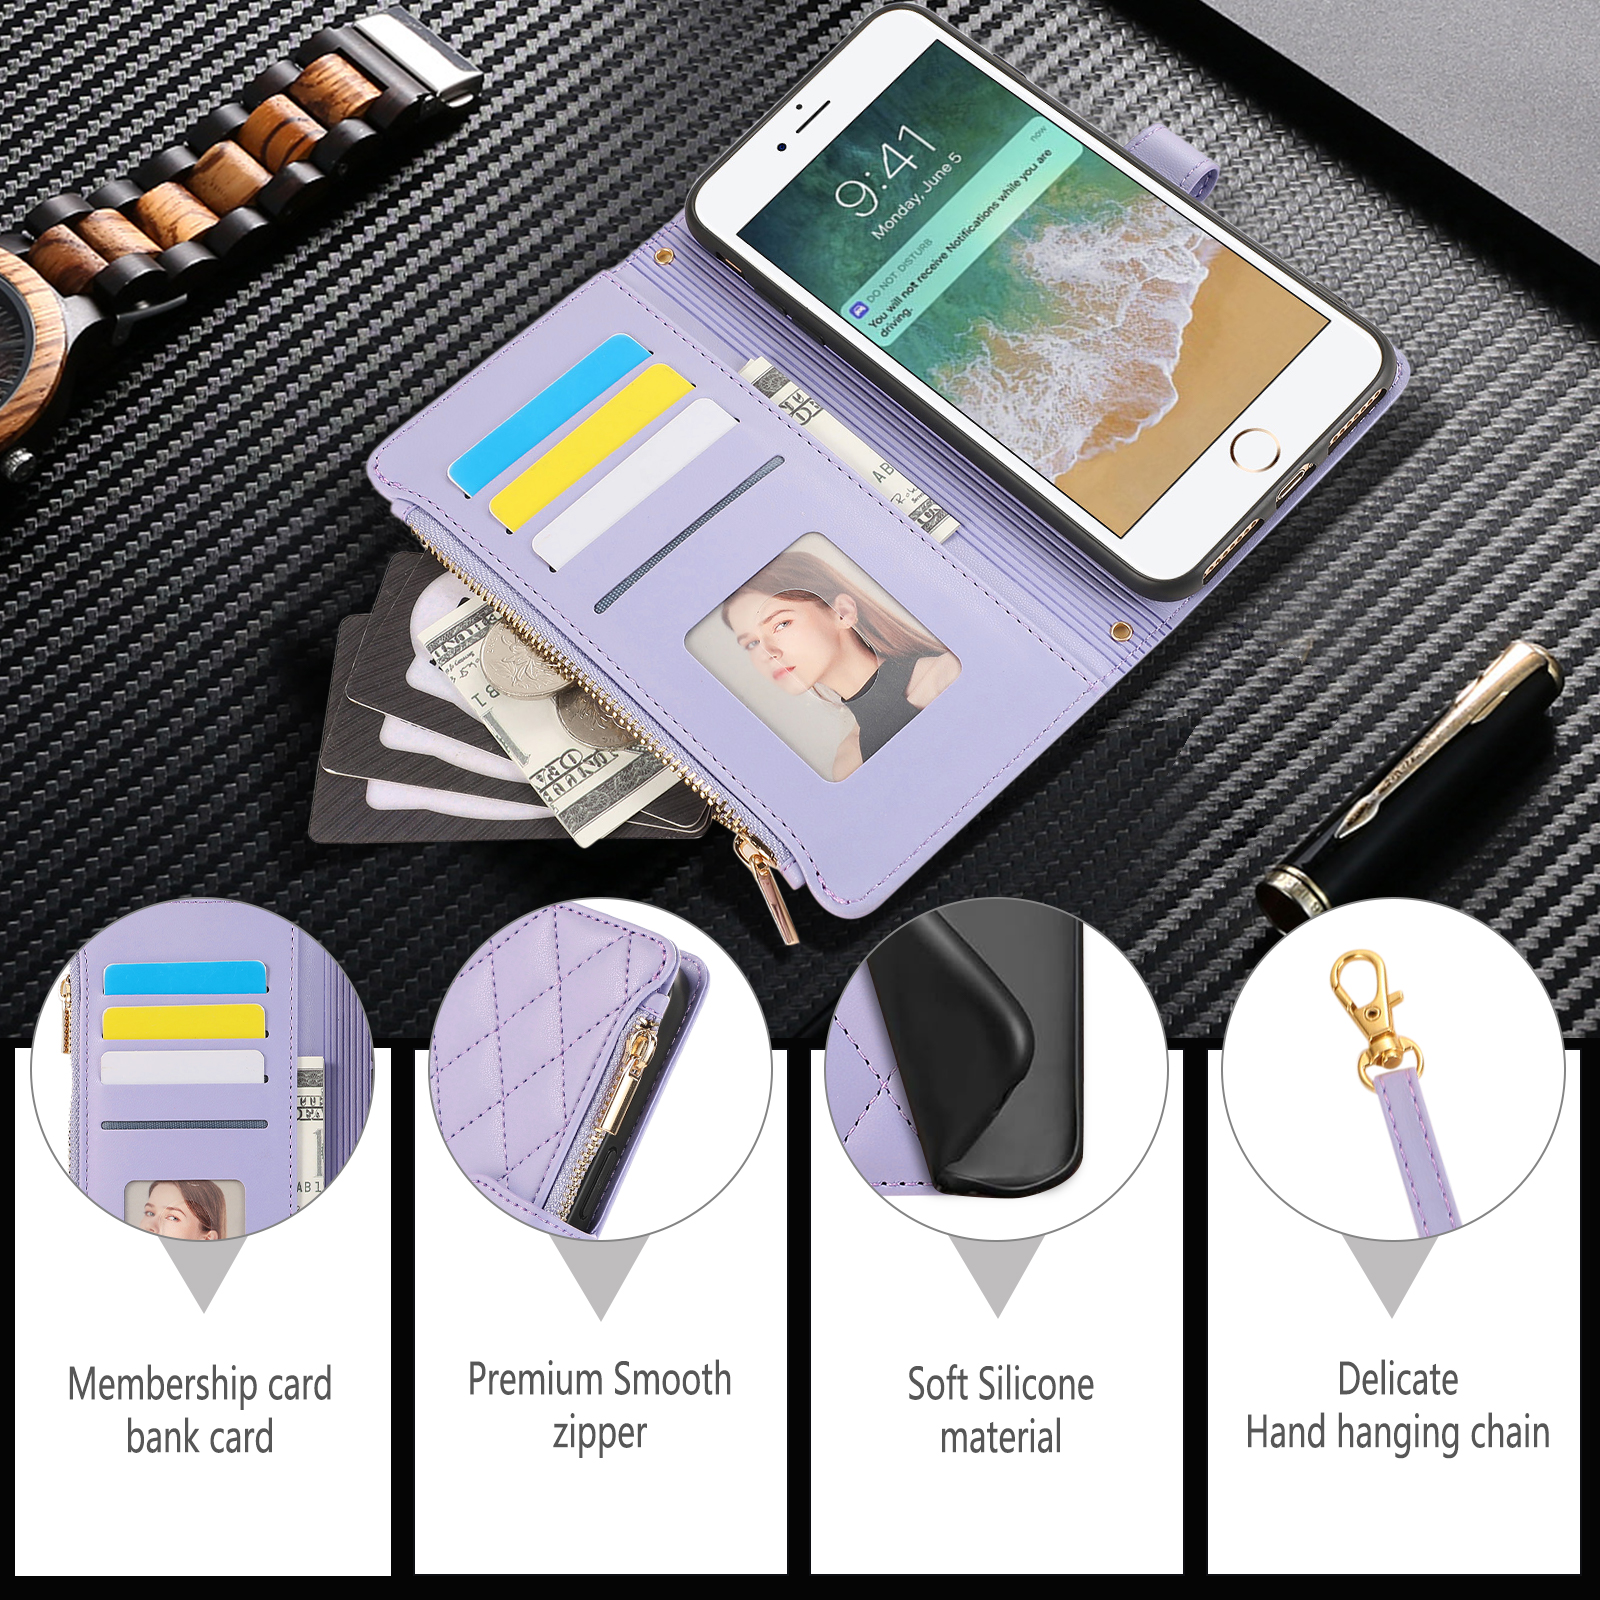 9:41
Monday, June 5
DO NOT DISTURB
now
You will not receive Notifications while you are
driving.
Membership card
bank card
Premium Smooth
zipper
Soft Silicone
material
Delicate
Hand hanging chain